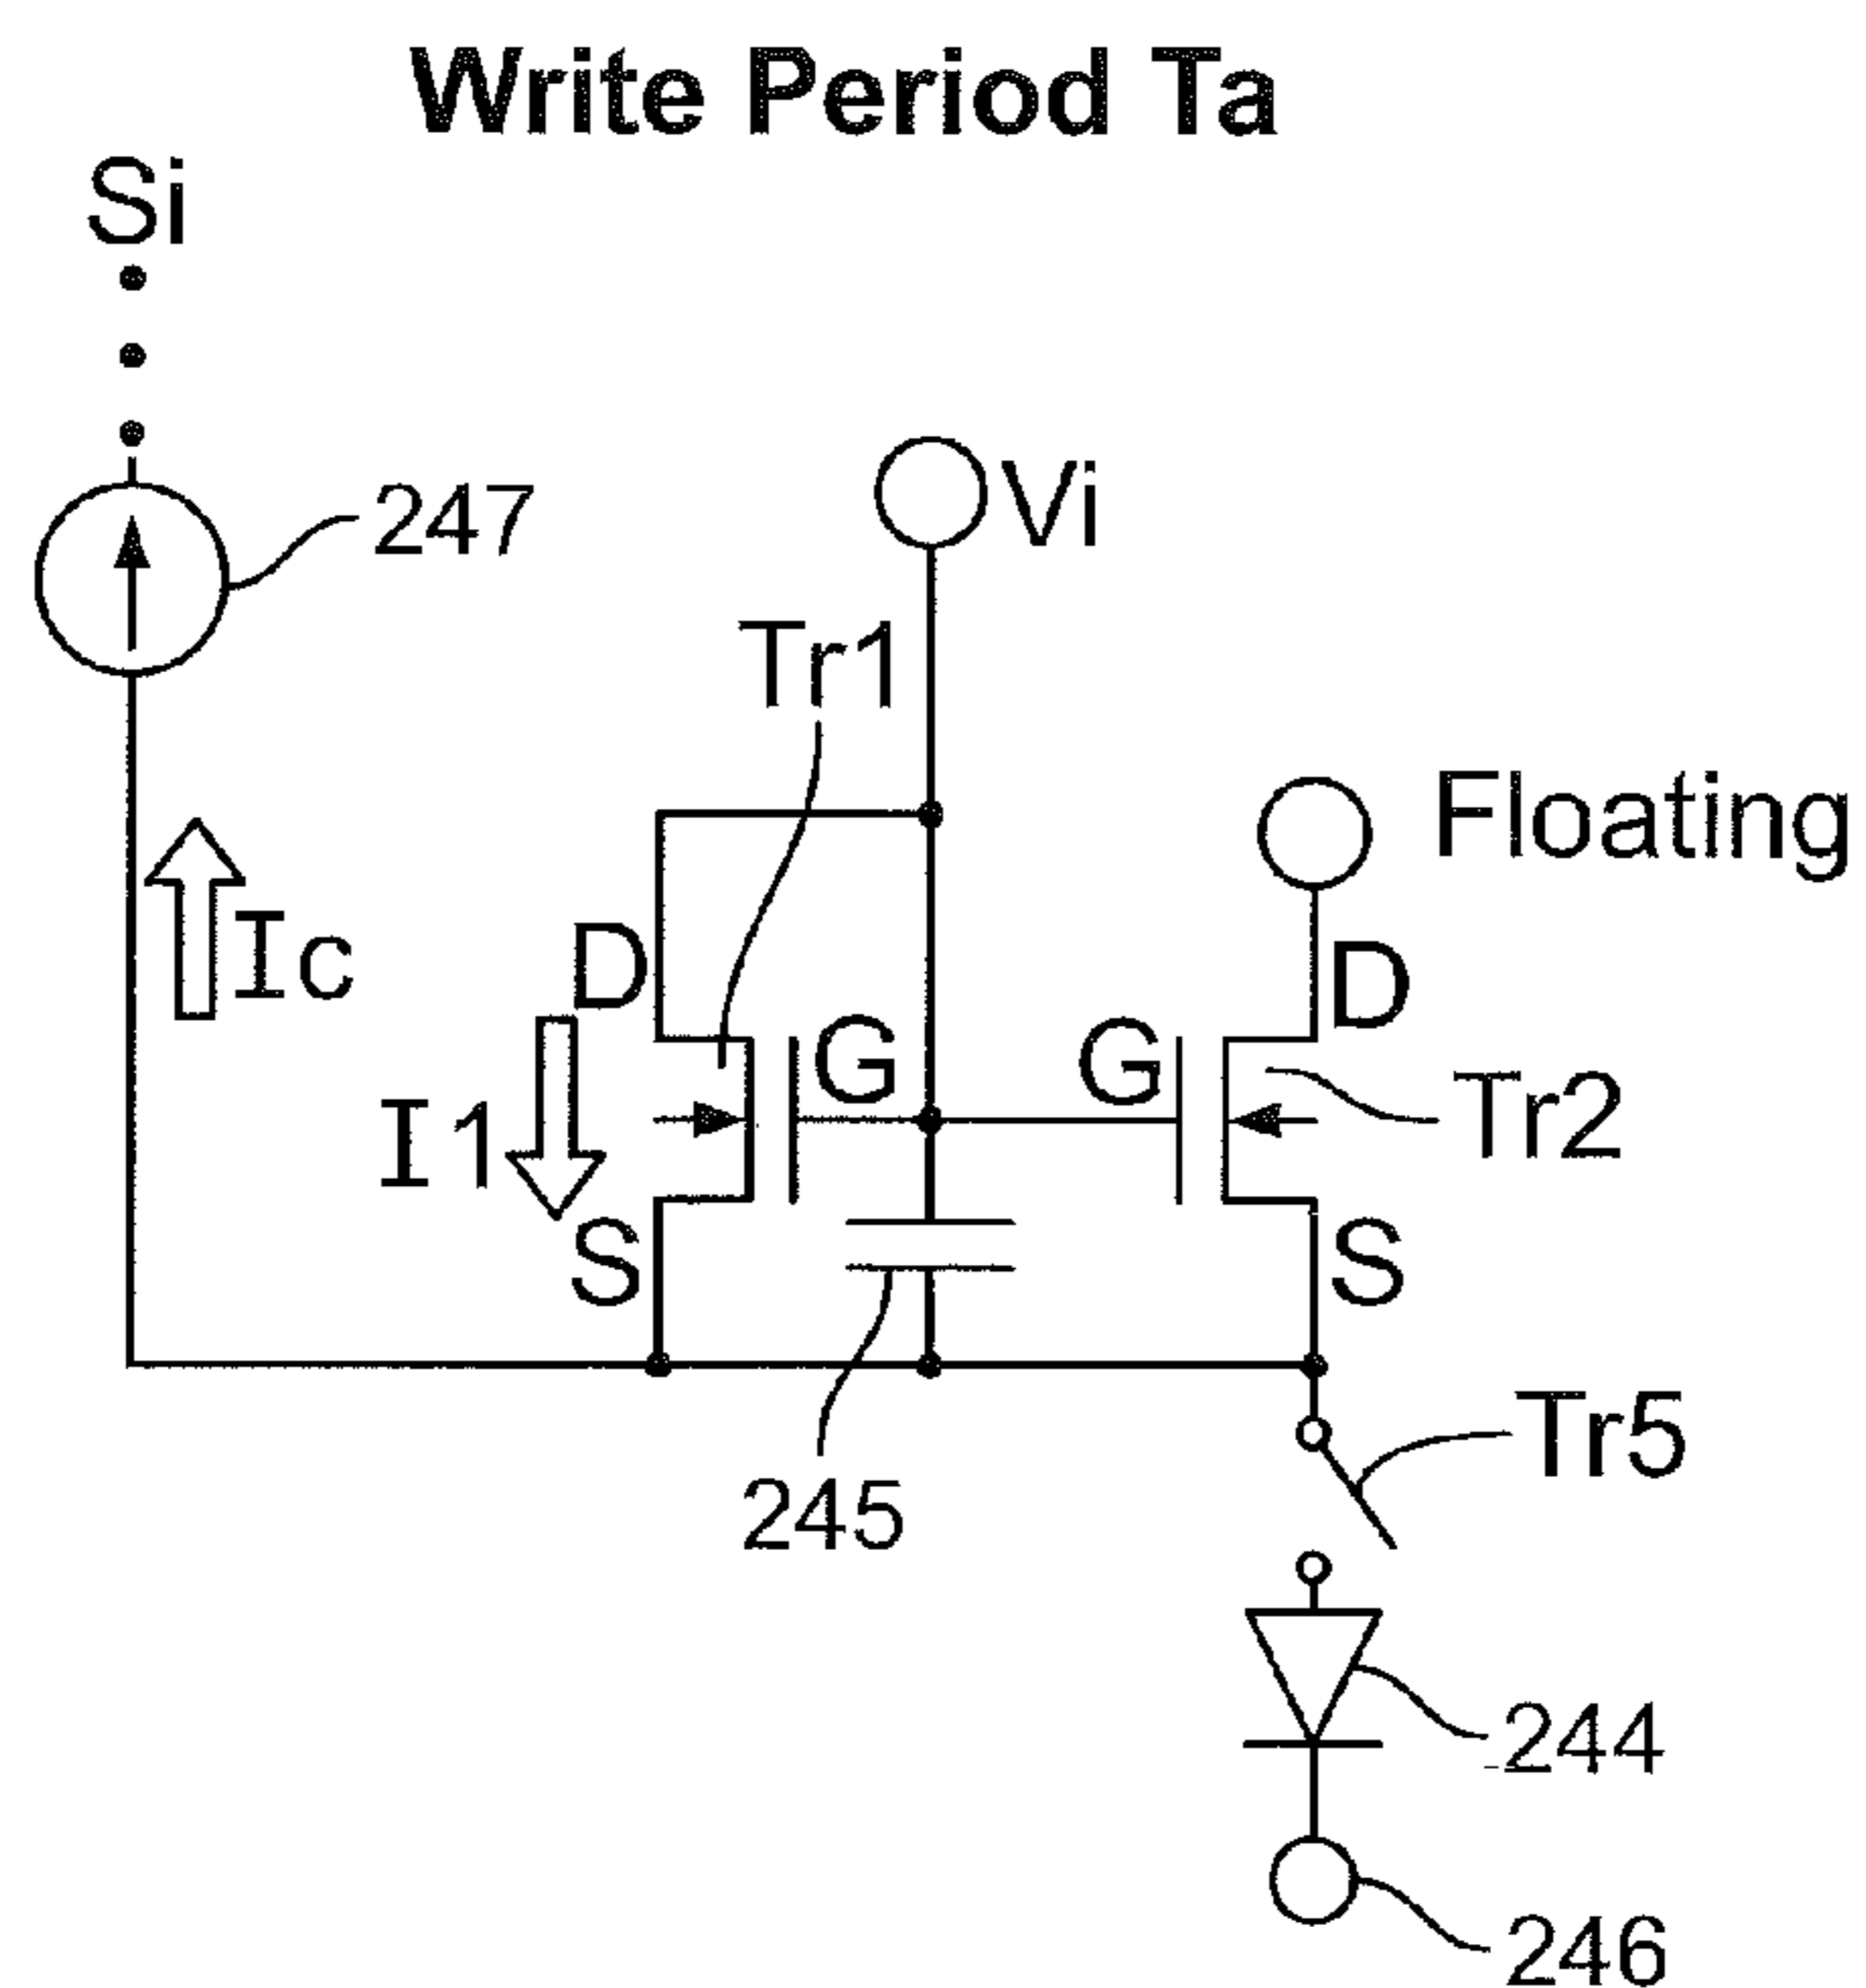 Write Period Ta
Si
247
Vi
Tr1
Floating
Ic
D
D
G
G
I1
Tr2
S
S
Tr5
245
244
246